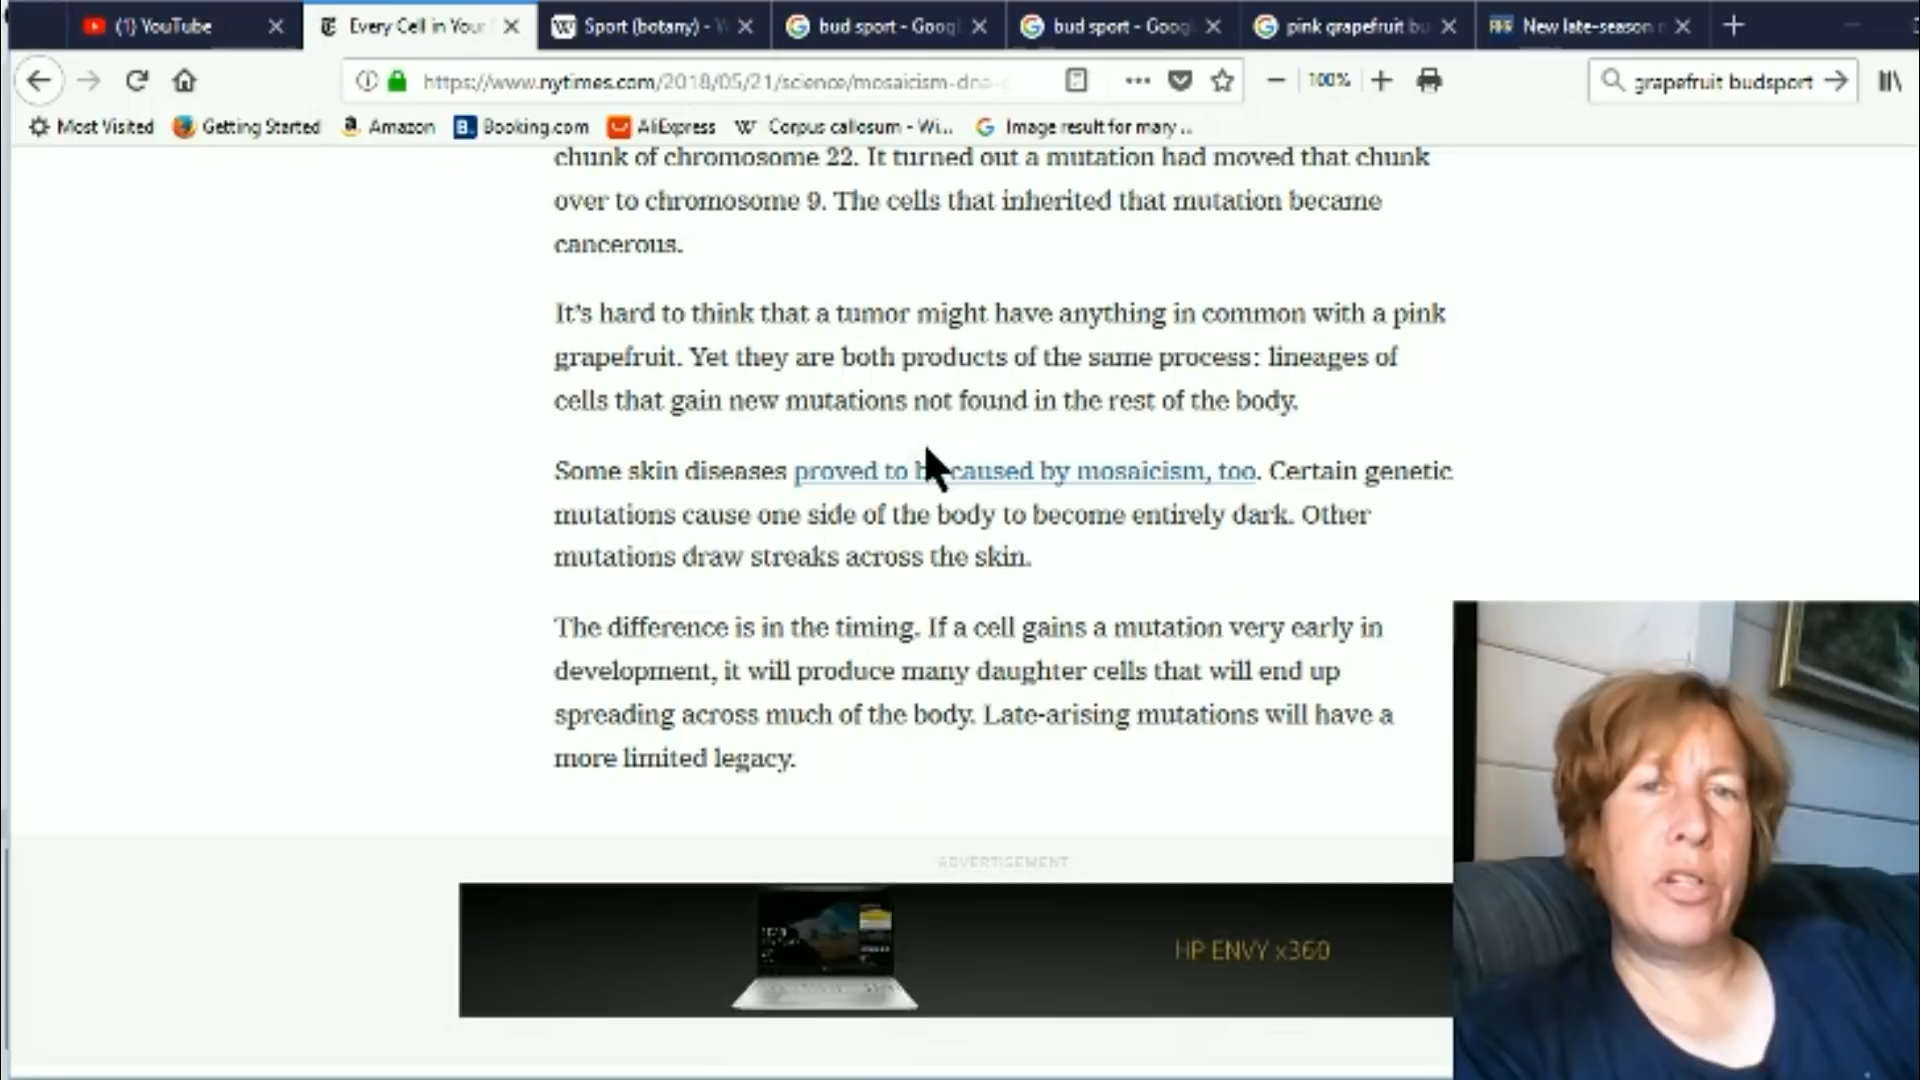 (1) YouTube
Every Cell in Your
Sport (botany) -
bud sport - Googl
bud sport - Googl
pink grapefruit bu
New late-season
https://www.nytimes.com/2018/05/21/science/mosaicism-dna-
100%
grapefruit budsport
Most Visited
Getting Started
Amazon
Booking.com
AliExpress
Corpus callosum - Wi...
Image result for mary ...
chunk of chromosome 22. It turned out a mutation had moved that chunk
over to chromosome 9. The cells that inherited that mutation became
cancerous.
It's hard to think that a tumor might have anything in common with a pink
grapefruit. Yet they are both products of the same process: lineages of
cells that gain new mutations not found in the rest of the body.
Some skin diseases proved to be caused by mosaicism, too. Certain genetic
mutations cause one side of the body to become entirely dark. Other
mutations draw streaks across the skin.
The difference is in the timing. If a cell gains a mutation very early in
development, it will produce many daughter cells that will end up
spreading across much of the body. Late-arising mutations will have a
more limited legacy.
ADVERTISEMENT
HP ENVY x360